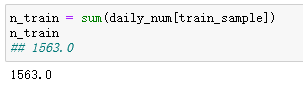 n_train = sum(daily_num[train_sample])
n_train
## 1563.0
1563.0